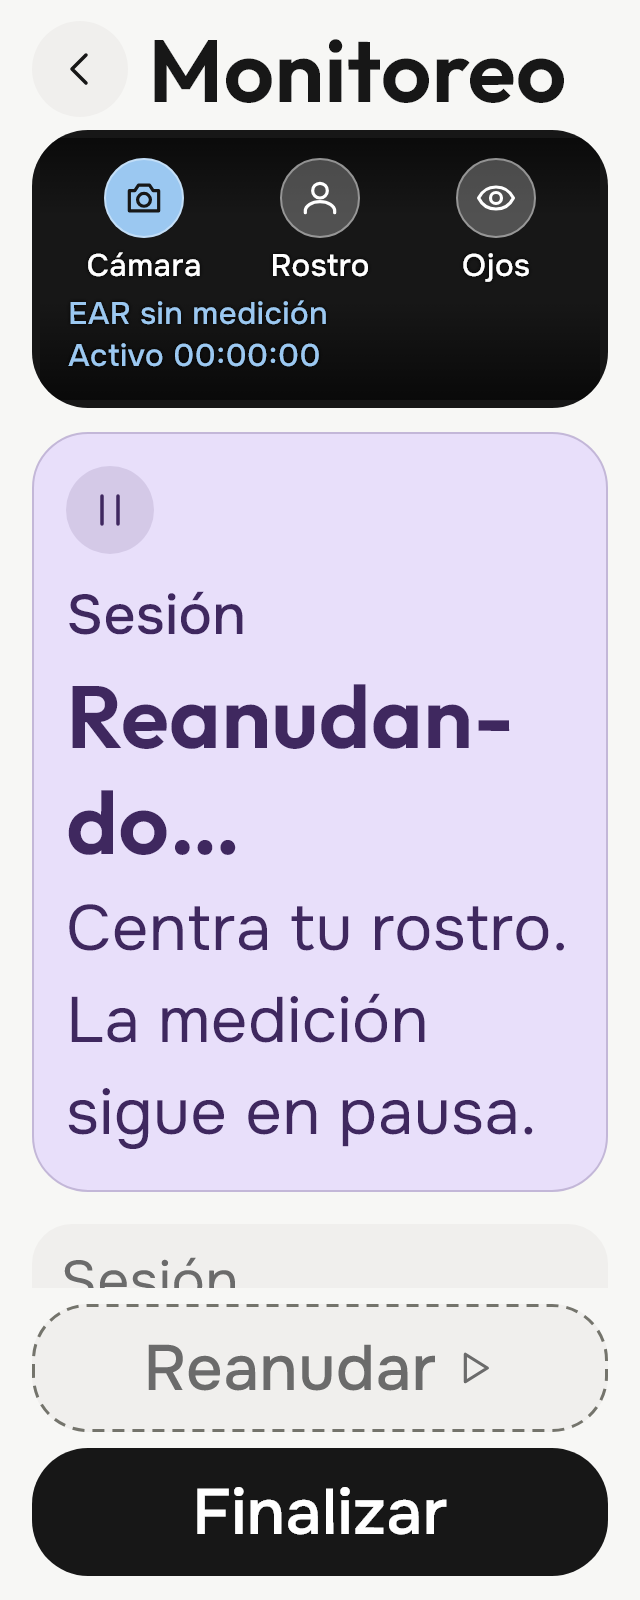 Monitoreo
Cámara
Rostro
Ojos
EAR sin medición
Activo 00:00:00
Sesión
Reanudan-
do...
Centra tu rostro.
La medición
sigue en pausa.
Sesión
Reanudar
Finalizar